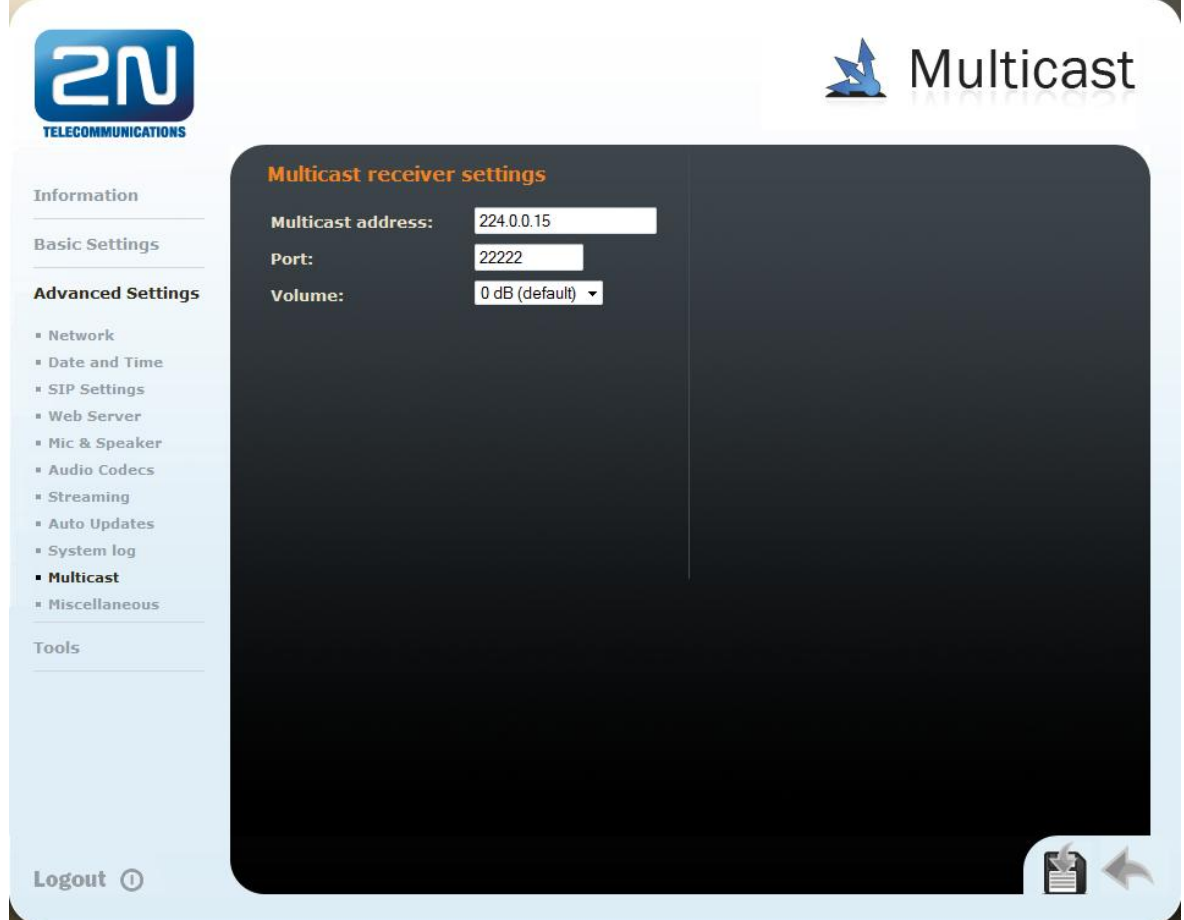 2N
TELECOMMUNICATIONS
Multicast
Information
Basic Settings
Advanced Settings
Network
Date and Time
SIP Settings
Web Server
Mic & Speaker
Audio Codecs
Streaming
Auto Updates
System log
Multicast
Miscellaneous
Tools
Logout
Multicast receiver settings
Multicast address: 224.0.0.15
Port: 22222
Volume: 0 dB (default)